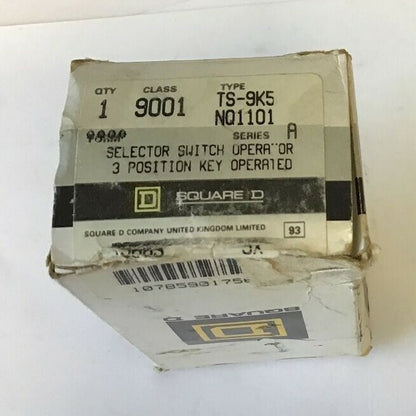 QTY CLASS TYPE
1 9001 TS-9K5
NQ1101
SERIES A
SELECTOR SWITCH OPERATOR
3 POSITION KEY OPERATED
D SQUARE D
SQUARE D COMPANY UNITED KINGDOM LIMITED 93
SQUARE D